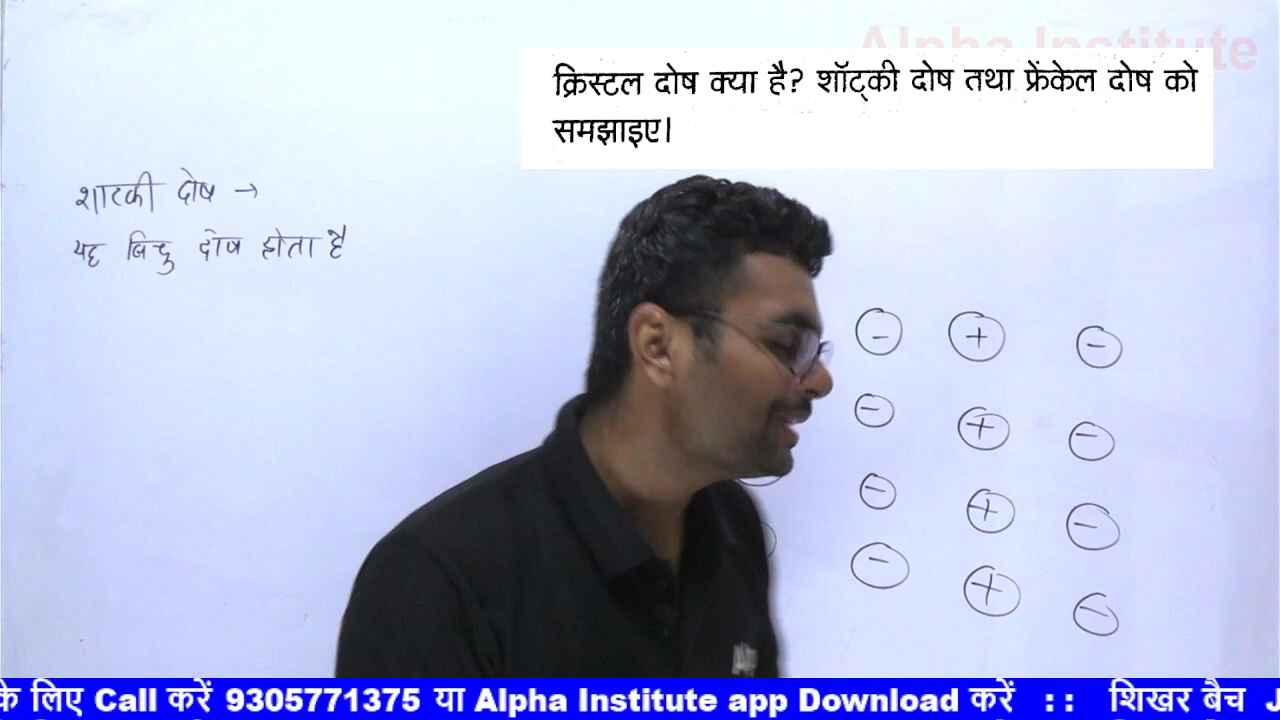 Alpha Institute
क्रिस्टल दोष क्या है? शॉट्की दोष तथा फ्रेंकेल दोष को
समझाइए।
शाटकी दोष →
यह बिन्दु दोष होता है
- + -
- + -
- + -
- + -
के लिए Call करें 9305771375 या Alpha Institute app Download करें : : शिखर बैच J